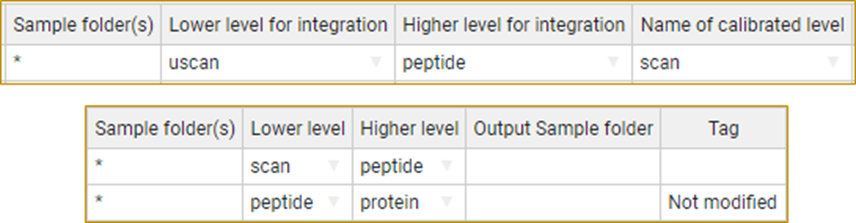 Sample folder(s) Lower level for integration Higher level for integration Name of calibrated level
* uscan peptide scan
Sample folder(s) Lower level Higher level Output Sample folder Tag
* scan peptide
* peptide protein Not modified